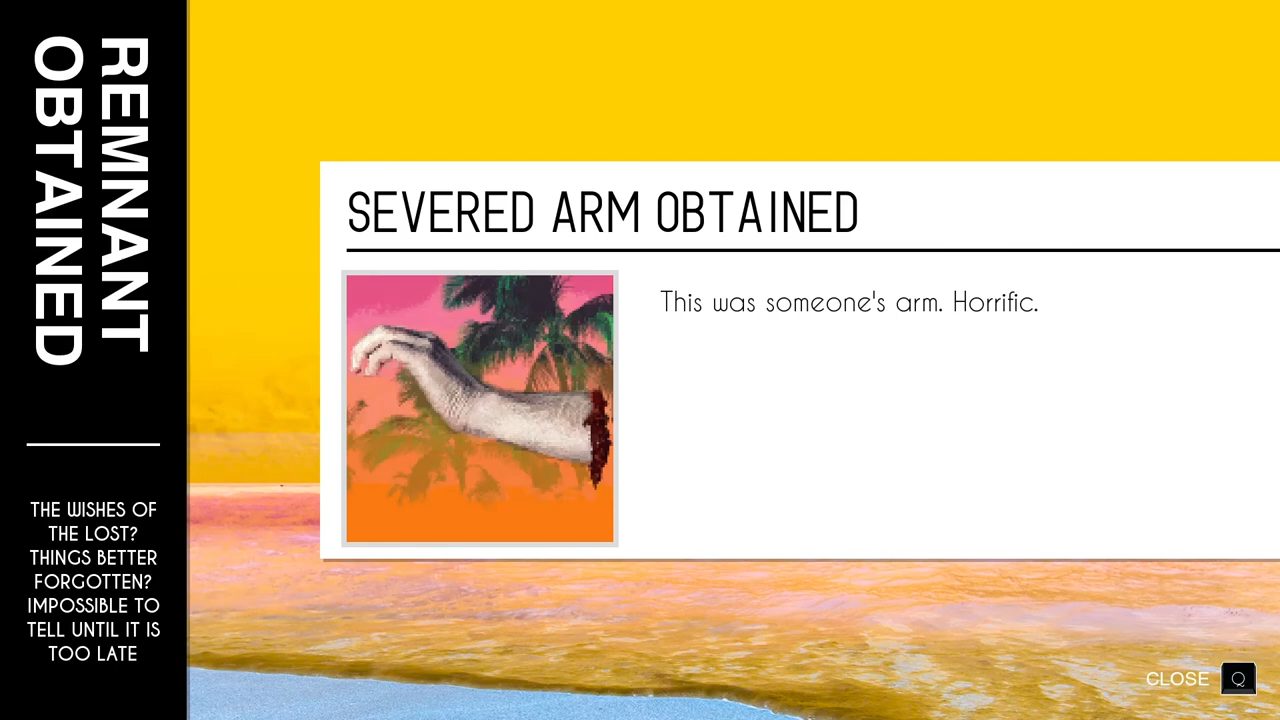 REMNANT
OBTAINED
THE WISHES OF
THE LOST?
THINGS BETTER
FORGOTTEN?
IMPOSSIBLE TO
TELL UNTIL IT IS
TOO LATE
SEVERED ARM OBTAINED
This was someone's arm. Horrific.
CLOSE Q